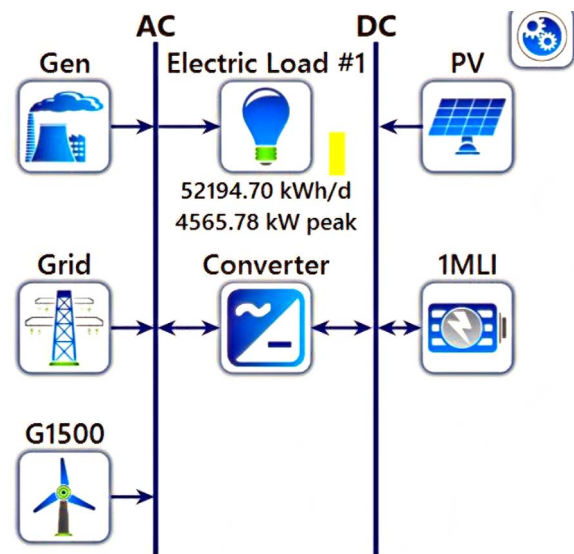 AC
DC
Gen
Electric Load #1
PV
52194.70 kWh/d
4565.78 kW peak
Grid
Converter
1MLI
G1500